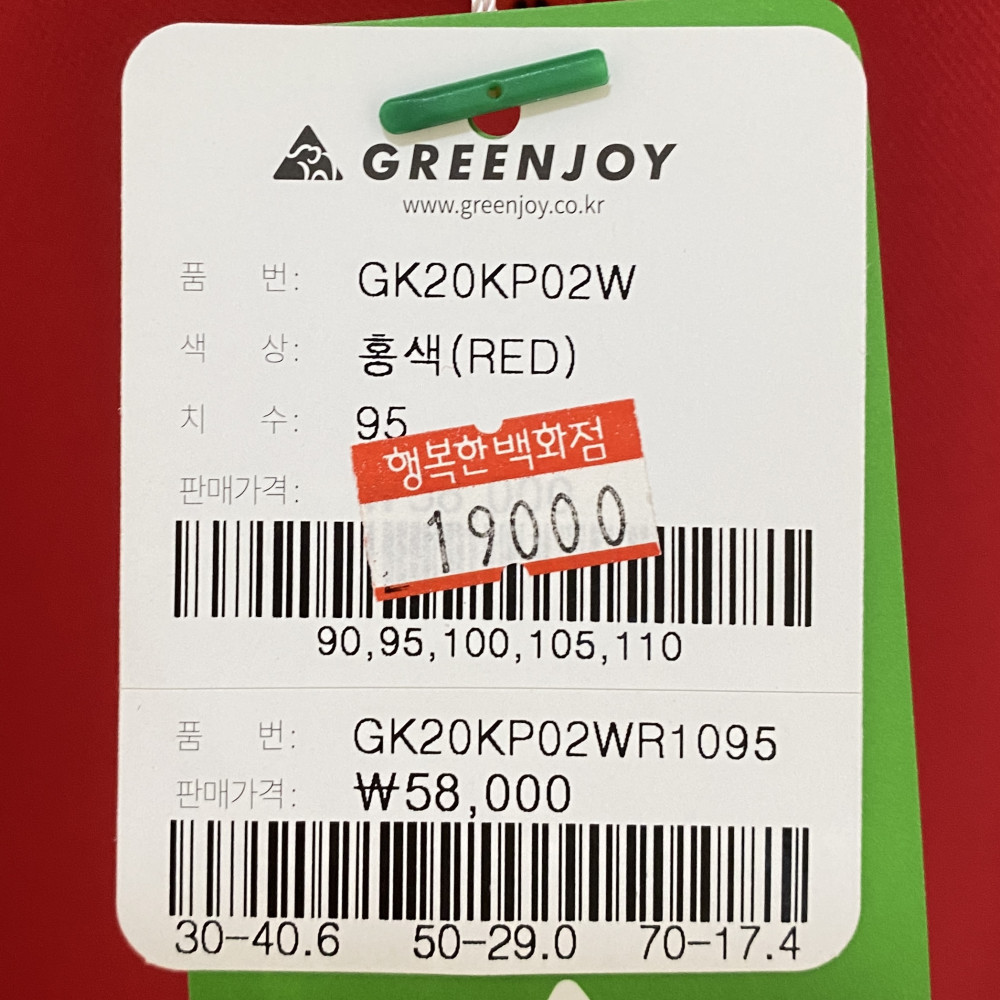 GREENJOY
www.greenjoy.co.kr
품 번: GK20KP02W
색 상: 홍색(RED)
치 수: 95
행복한백화점
판매가격:
19000
90,95,100,105,110
품 번: GK20KP02WR1095
판매가격: ₩58,000
30-40.6 50-29.0 70-17.4